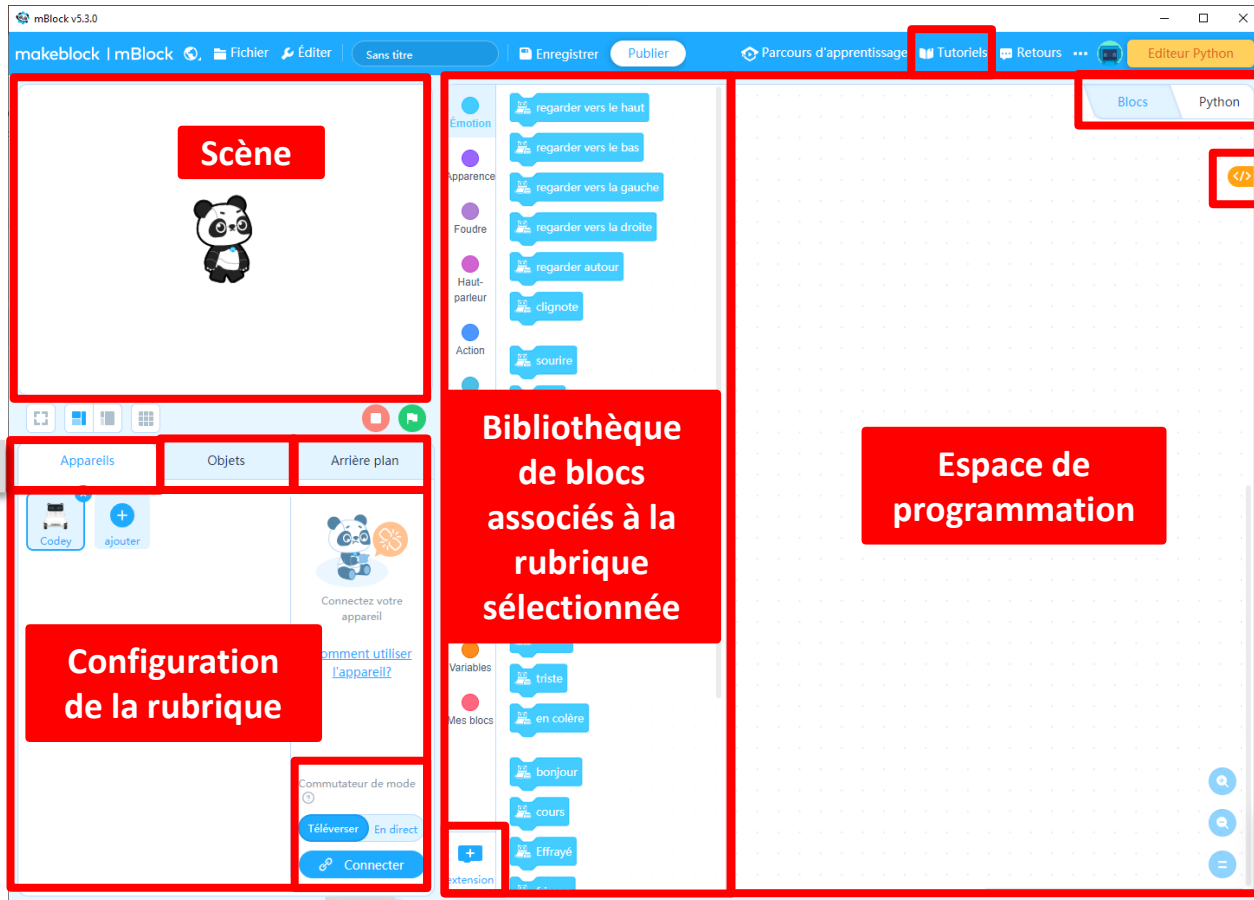 mBlock v5.3.0
makeblock | mBlock Fichier Éditer Sans titre Enregistrer Publier Parcours d'apprentissage Tutoriels Retours Editeur Python
Scène
Appareils Objets Arrière plan
Codey ajouter
Connectez votre
appareil
omment utiliser
l'appareil?
Configuration
de la rubrique
Commutateur de mode
?
Téléverser En direct
Connecter
Émotion
Apparence
Foudre
Haut-
parleur
Action
Variables
Mes blocs
+
extension
regarder vers le haut
regarder vers le bas
regarder vers la gauche
regarder vers la droite
regarder autour
clignote
sourire
Bibliothèque
de blocs
associés à la
rubrique
sélectionnée
triste
en colère
bonjour
cours
Effrayé
Blocs Python
</>
Espace de
programmation